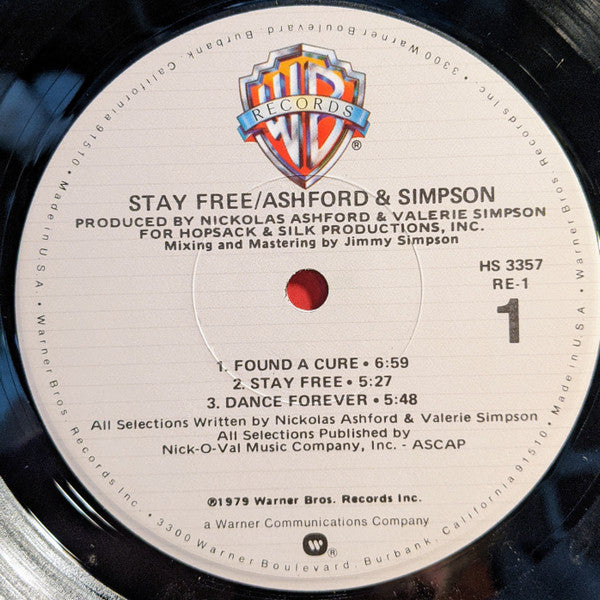 WB
RECORDS
®
STAY FREE/ASHFORD & SIMPSON
PRODUCED BY NICKOLAS ASHFORD & VALERIE SIMPSON
FOR HOPSACK & SILK PRODUCTIONS, INC.
Mixing and Mastering by Jimmy Simpson
HS 3357
RE-1
1
1. FOUND A CURE • 6:59
2. STAY FREE • 5:27
3. DANCE FOREVER • 5:48
All Selections Written by Nickolas Ashford & Valerie Simpson
All Selections Published by
Nick-O-Val Music Company, Inc. - ASCAP
℗1979 Warner Bros. Records Inc.
a Warner Communications Company
W®
Warner Bros. Records Inc. • 3300 Warner Boulevard, Burbank, California 91510 • Made in U.S.A. • Warner Bros. Records Inc. • 3300 Warner Boulevard, Burbank, California 91510 • Made in U.S.A. •